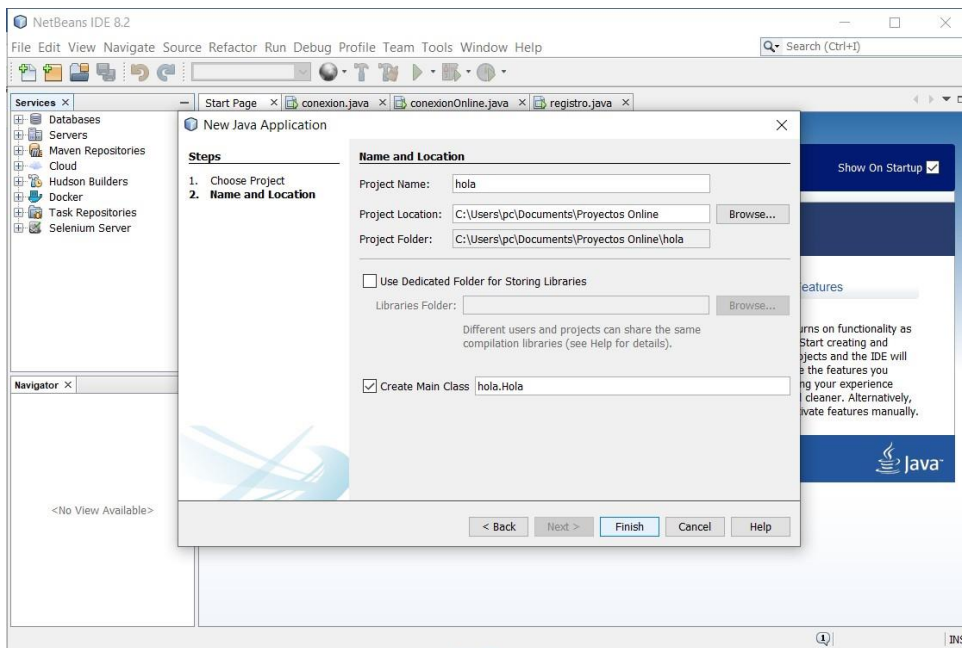 NetBeans IDE 8.2
File Edit View Navigate Source Refactor Run Debug Profile Team Tools Window Help
Search (Ctrl+I)
Services
Start Page
conexion.java
conexionOnline.java
registro.java
Databases
Servers
Maven Repositories
Cloud
Hudson Builders
Docker
Task Repositories
Selenium Server
New Java Application
Steps
1. Choose Project
2. Name and Location
Name and Location
Project Name: hola
Project Location: C:\Users\pc\Documents\Proyectos Online Browse...
Project Folder: C:\Users\pc\Documents\Proyectos Online\hola
Use Dedicated Folder for Storing Libraries
Libraries Folder: Browse...
Different users and projects can share the same
compilation libraries (see Help for details).
Create Main Class hola.Hola
< Back Next > Finish Cancel Help
Show On Startup
eatures
urns on functionality as
Start creating and
ojects and the IDE will
e the features you
ng your experience
l cleaner. Alternatively,
ivate features manually.
Java
Navigator
<No View Available>
1
INS